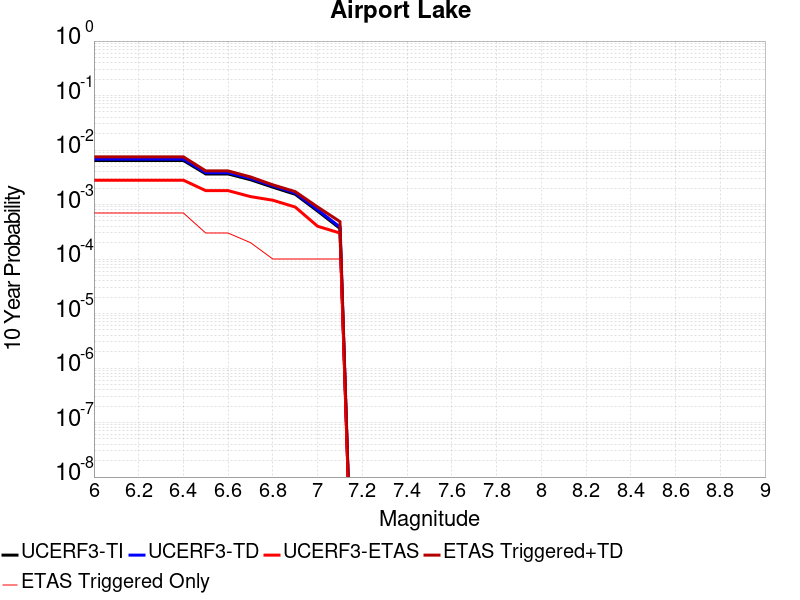 Airport Lake
10^0
10^-1
10^-2
10^-3
10^-4
10^-5
10^-6
10^-7
10^-8
10 Year Probability
6 6.2 6.4 6.6 6.8 7 7.2 7.4 7.6 7.8 8 8.2 8.4 8.6 8.8 9
Magnitude
UCERF3-TI UCERF3-TD UCERF3-ETAS ETAS Triggered+TD
ETAS Triggered Only